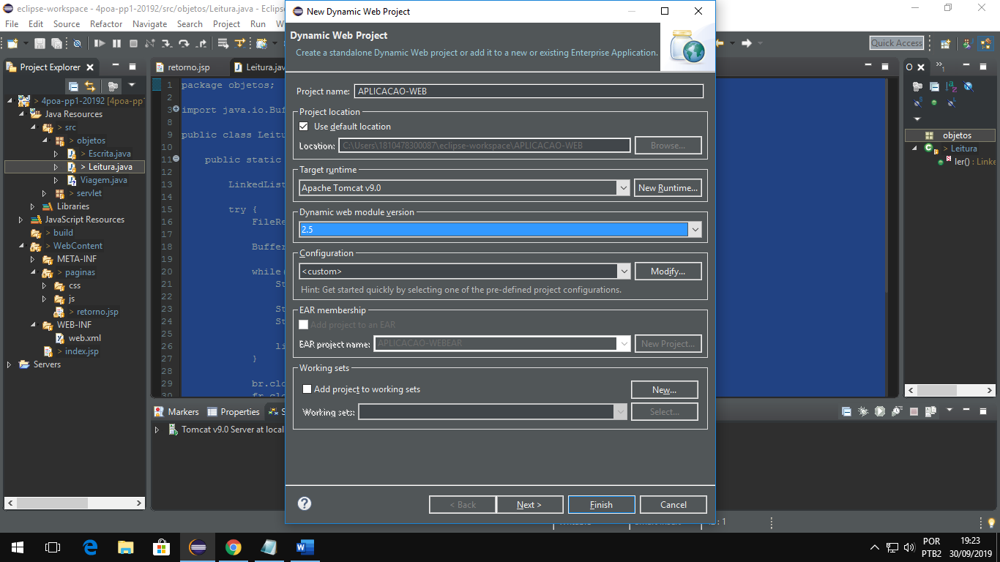 eclipse-workspace - 4poa-pp1-20192/src/objetos/Leitura.java - Eclips
File Edit Source Refactor Navigate Search Project Run W
Quick Access
Project Explorer
> 4poa-pp1-20192 [4poa-pp
Java Resources
> src
> objetos
> Escrita.java
> Leitura.java
Viagem.java
> servlet
Libraries
JavaScript Resources
> build
> WebContent
META-INF
> paginas
css
js
> retorno.jsp
WEB-INF
web.xml
> index.jsp
Servers
retorno.jsp
Leitura.jav
1 package objetos;
2
3 import java.io.Buf
8
9 public class Leitu
10
11 public static
12
13 LinkedList
14
15 try {
16 FileRe
17
18 Buffer
19
20 while(
21 St
22
23 St
24 St
25
26 li
27 }
28
29 br.clo
30 fr.clo
Markers
Properties
S
Tomcat v9.0 Server at local
New Dynamic Web Project
Dynamic Web Project
Create a standalone Dynamic Web project or add it to a new or existing Enterprise Application.
Project name: APLICACAO-WEB
Project location
Use default location
Location: C:\Users\1810478300087\eclipse-workspace\APLICACAO-WEB Browse...
Target runtime
Apache Tomcat v9.0 New Runtime...
Dynamic web module version
2.5
Configuration
<custom> Modify...
Hint: Get started quickly by selecting one of the pre-defined project configurations.
EAR membership
Add project to an EAR
EAR project name: APLICACAO-WEBEAR New Project...
Working sets
Add project to working sets New...
Working sets: Select...
< Back Next > Finish Cancel
O
1
objetos
> Leitura
ler() : Linke
: 1
POR
PTB2
19:23
30/09/2019